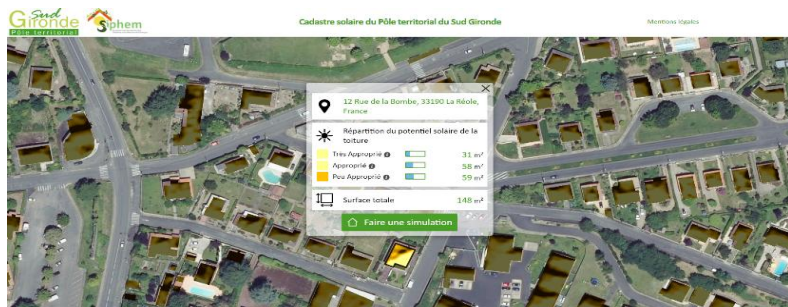 Sud
Gironde
Pôle territorial
Siphem
Cadastre solaire du Pôle territorial du Sud Gironde
Mentions légales
12 Rue de la Bombe, 33190 La Réole,
France
Répartition du potentiel solaire de la
toiture
Très Approprié
31 m²
Approprié
58 m²
Peu Approprié
59 m²
Surface totale
148 m²
Faire une simulation